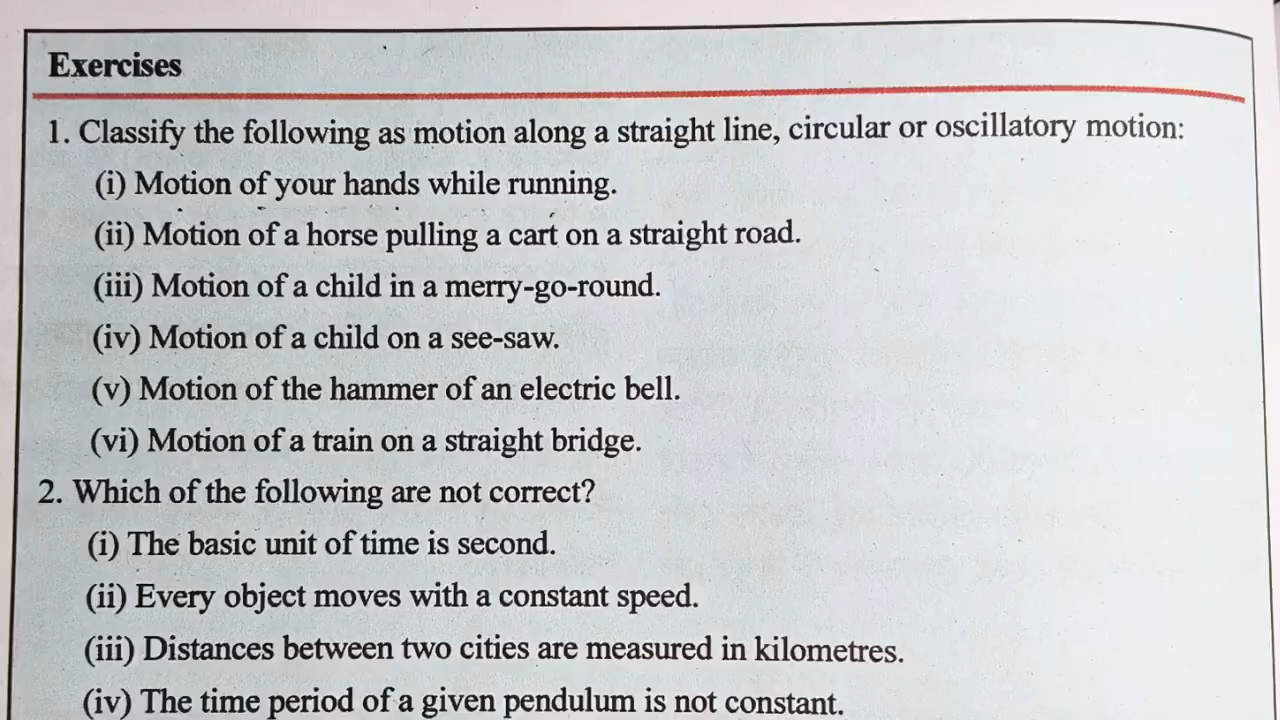 Exercises
1. Classify the following as motion along a straight line, circular or oscillatory motion:
(i) Motion of your hands while running.
(ii) Motion of a horse pulling a cart on a straight road.
(iii) Motion of a child in a merry-go-round.
(iv) Motion of a child on a see-saw.
(v) Motion of the hammer of an electric bell.
(vi) Motion of a train on a straight bridge.
2. Which of the following are not correct?
(i) The basic unit of time is second.
(ii) Every object moves with a constant speed.
(iii) Distances between two cities are measured in kilometres.
(iv) The time period of a given pendulum is not constant.